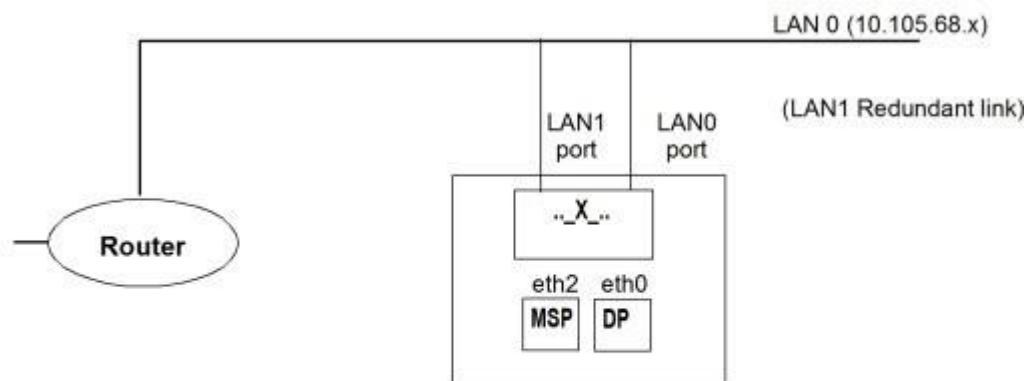 LAN 0 (10.105.68.x)
(LAN1 Redundant link)
LAN1
port
LAN0
port
.._X_..
Router
eth2 eth0
MSP DP